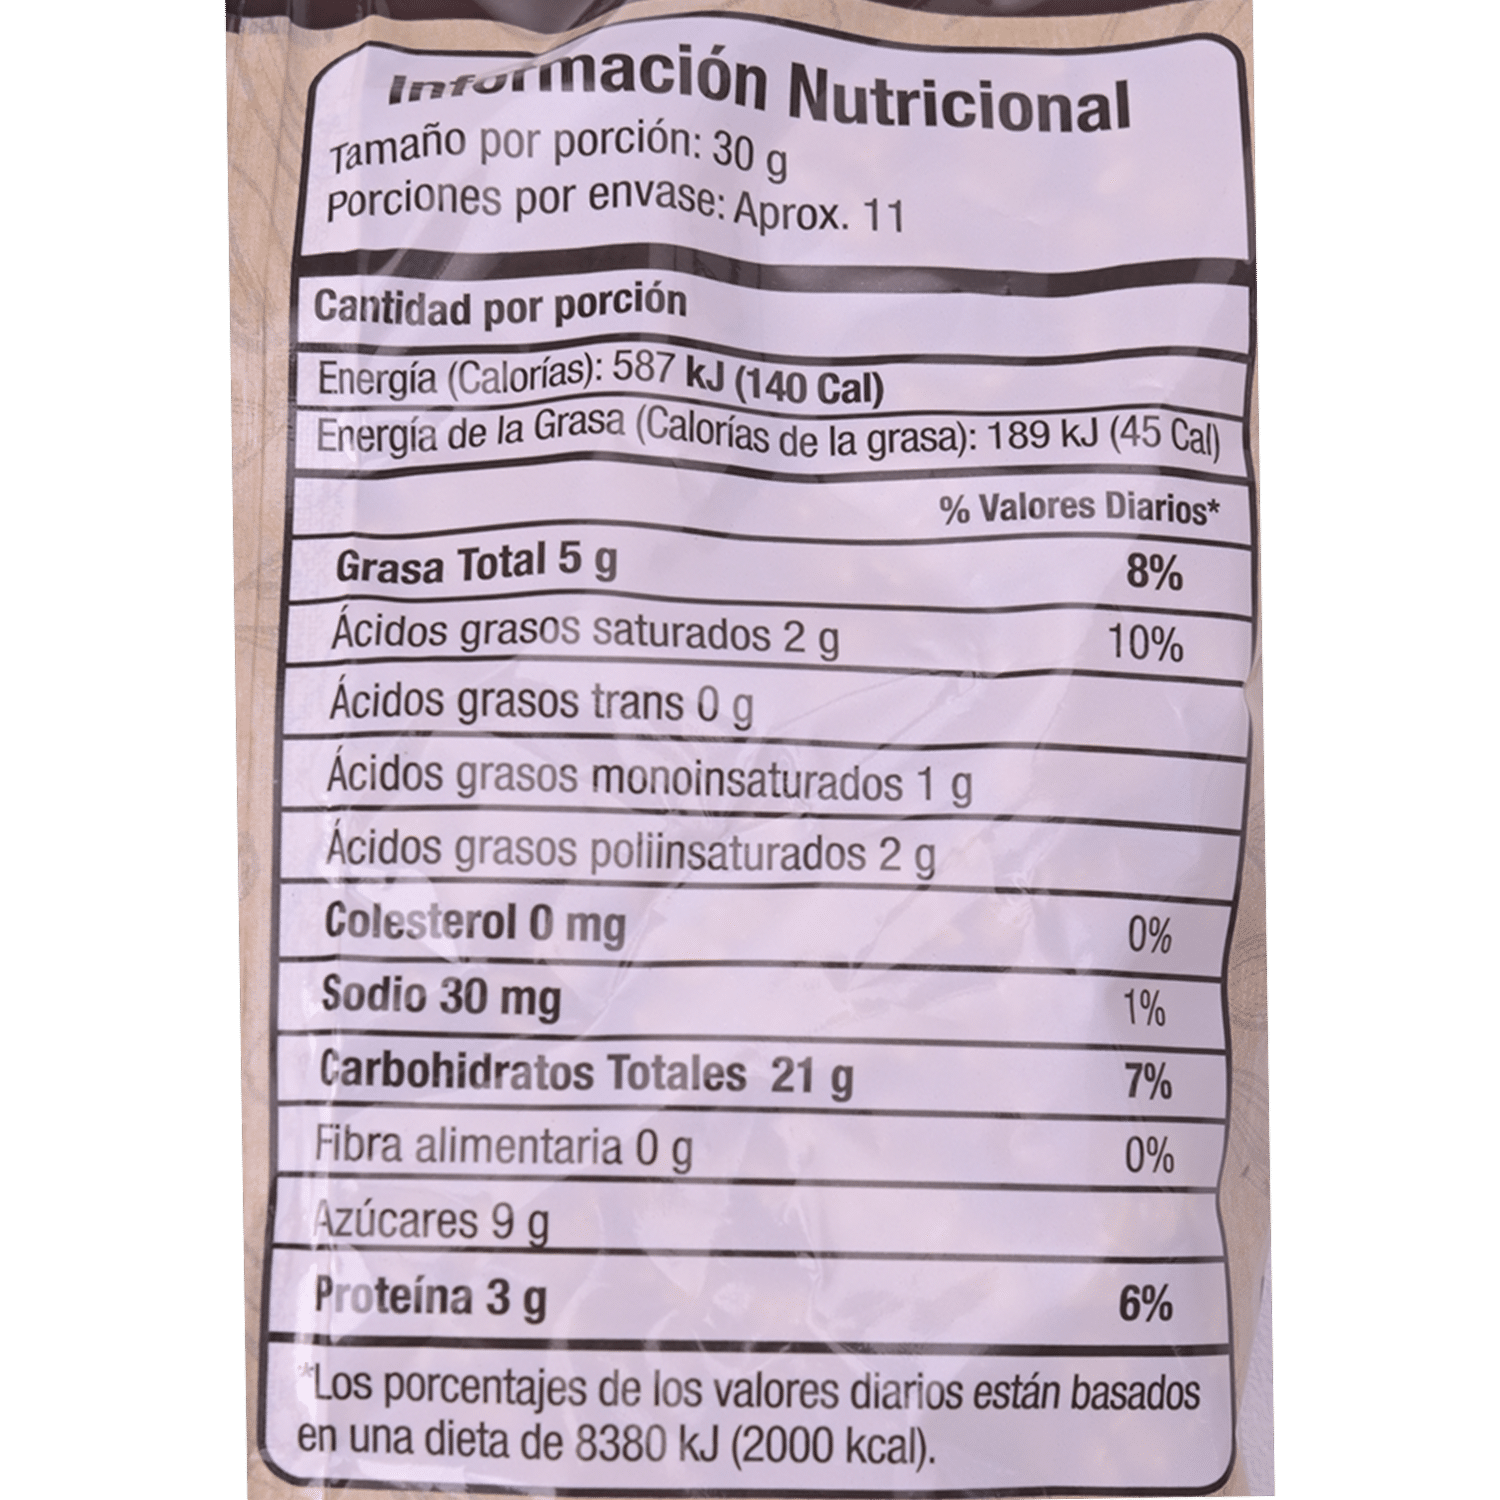 Información Nutricional
Tamaño por porción: 30 g
Porciones por envase: Aprox. 11
Cantidad por porción
Energía (Calorías): 587 kJ (140 Cal)
Energía de la Grasa (Calorías de la grasa): 189 kJ (45 Cal)
% Valores Diarios*
Grasa Total 5 g 8%
Ácidos grasos saturados 2 g 10%
Ácidos grasos trans 0 g
Ácidos grasos monoinsaturados 1 g
Ácidos grasos poliinsaturados 2 g
Colesterol 0 mg 0%
Sodio 30 mg 1%
Carbohidratos Totales 21 g 7%
Fibra alimentaria 0 g 0%
Azúcares 9 g
Proteína 3 g 6%
*Los porcentajes de los valores diarios están basados
en una dieta de 8380 kJ (2000 kcal).